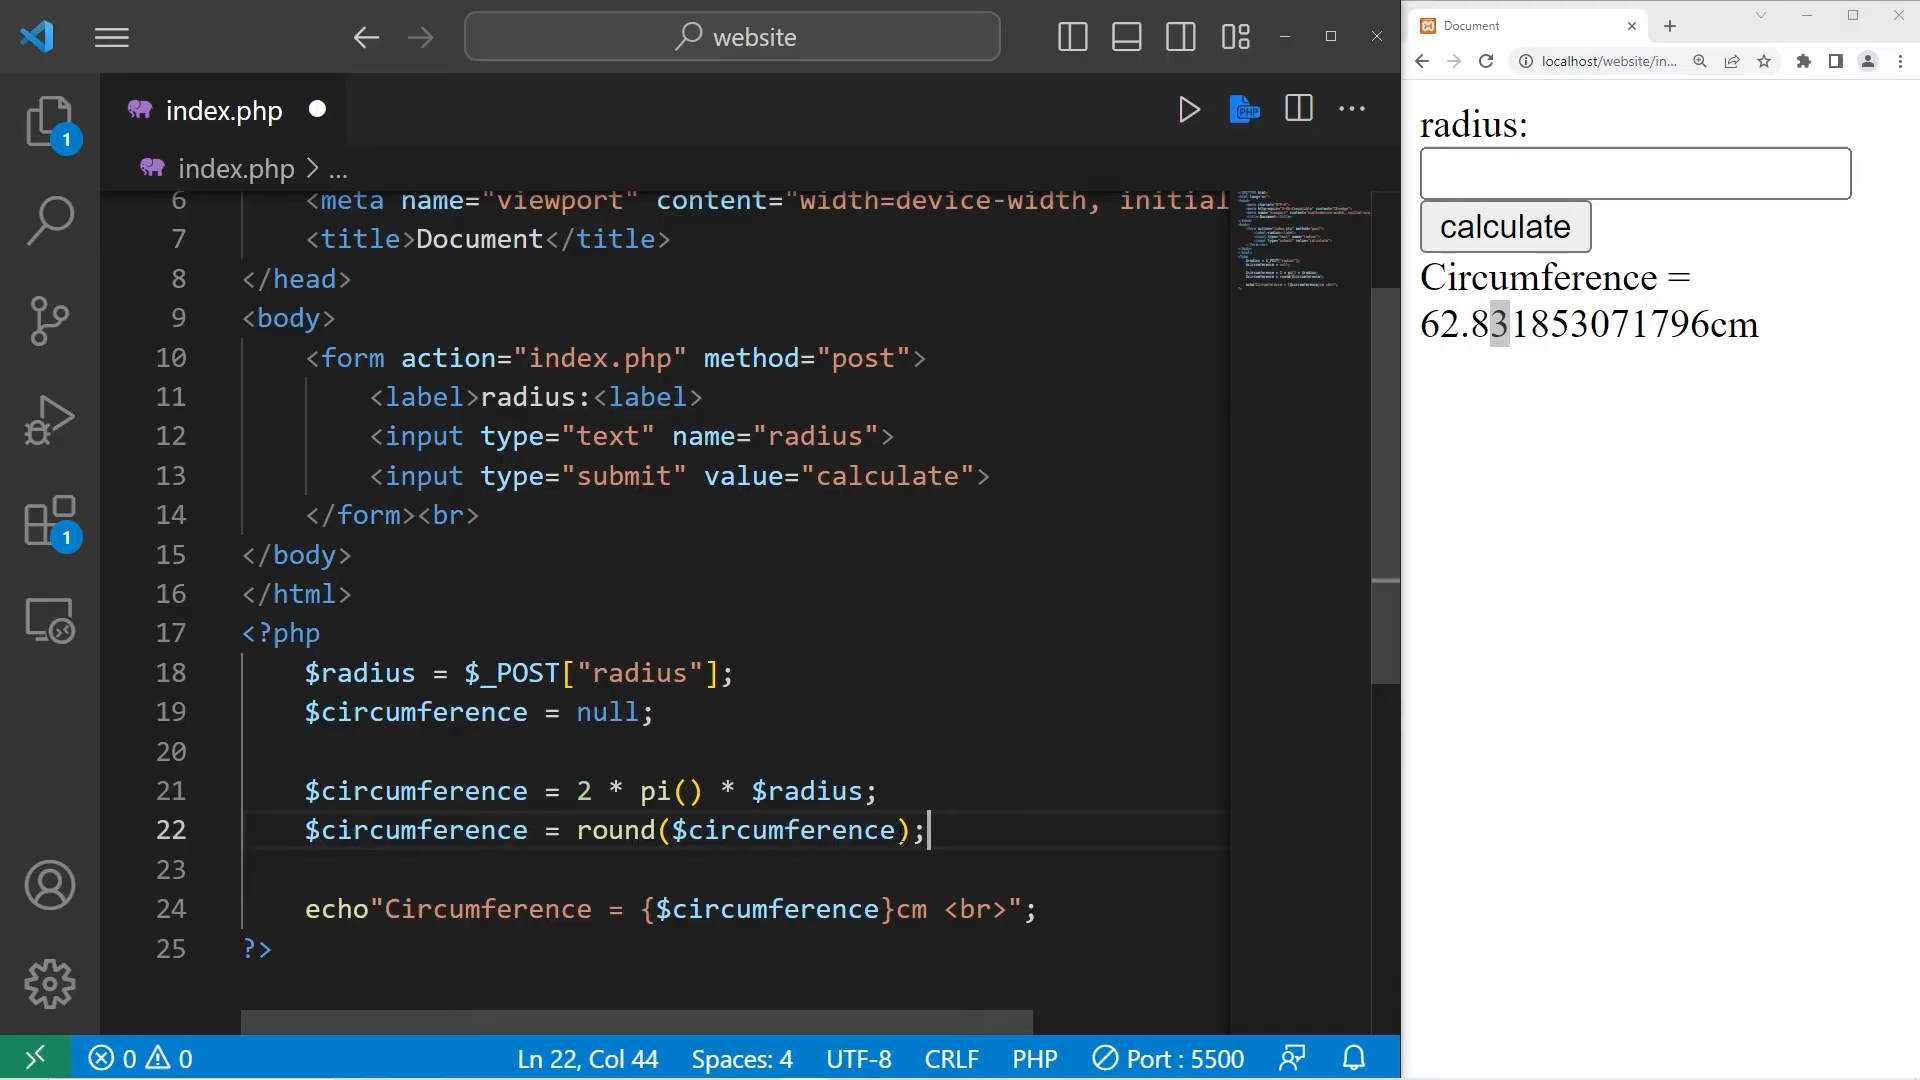 website
Document
localhost/website/in...
index.php
index.php > ...
1
1
6 <meta name="viewport" content="width=device-width, initial
7 <title>Document</title>
8 </head>
9 <body>
10 <form action="index.php" method="post">
11 <label>radius:<label>
12 <input type="text" name="radius">
13 <input type="submit" value="calculate">
14 </form><br>
15 </body>
16 </html>
17 <?php
18 $radius = $_POST["radius"];
19 $circumference = null;
20
21 $circumference = 2 * pi() * $radius;
22 $circumference = round($circumference);
23
24 echo"Circumference = {$circumference}cm <br>";
25 ?>
0 0 Ln 22, Col 44 Spaces: 4 UTF-8 CRLF PHP Port : 5500
PHP
radius:
calculate
Circumference =
62.831853071796cm